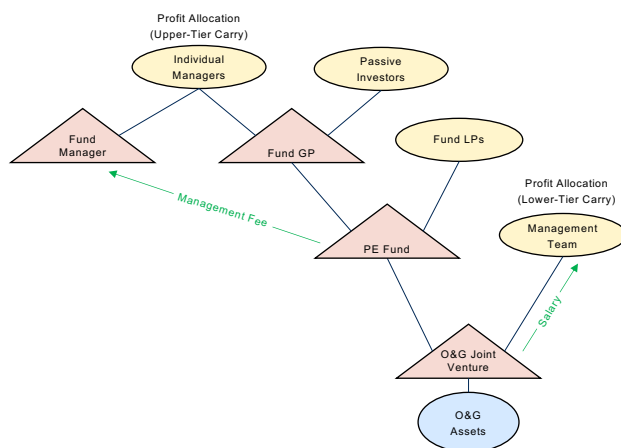 Profit Allocation
(Upper-Tier Carry)
Individual
Managers
Passive
Investors
Fund
Manager
Fund GP
Fund LPs
Management Fee
Profit Allocation
(Lower-Tier Carry)
Management
Team
PE Fund
Salary
O&G Joint
Venture
O&G
Assets